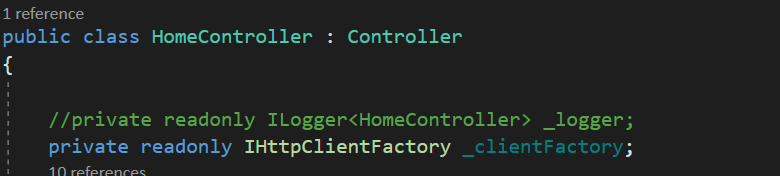 1 reference
public class HomeController : Controller
{
//private readonly ILogger<HomeController> _logger;
private readonly IHttpClientFactory _clientFactory;
10 references